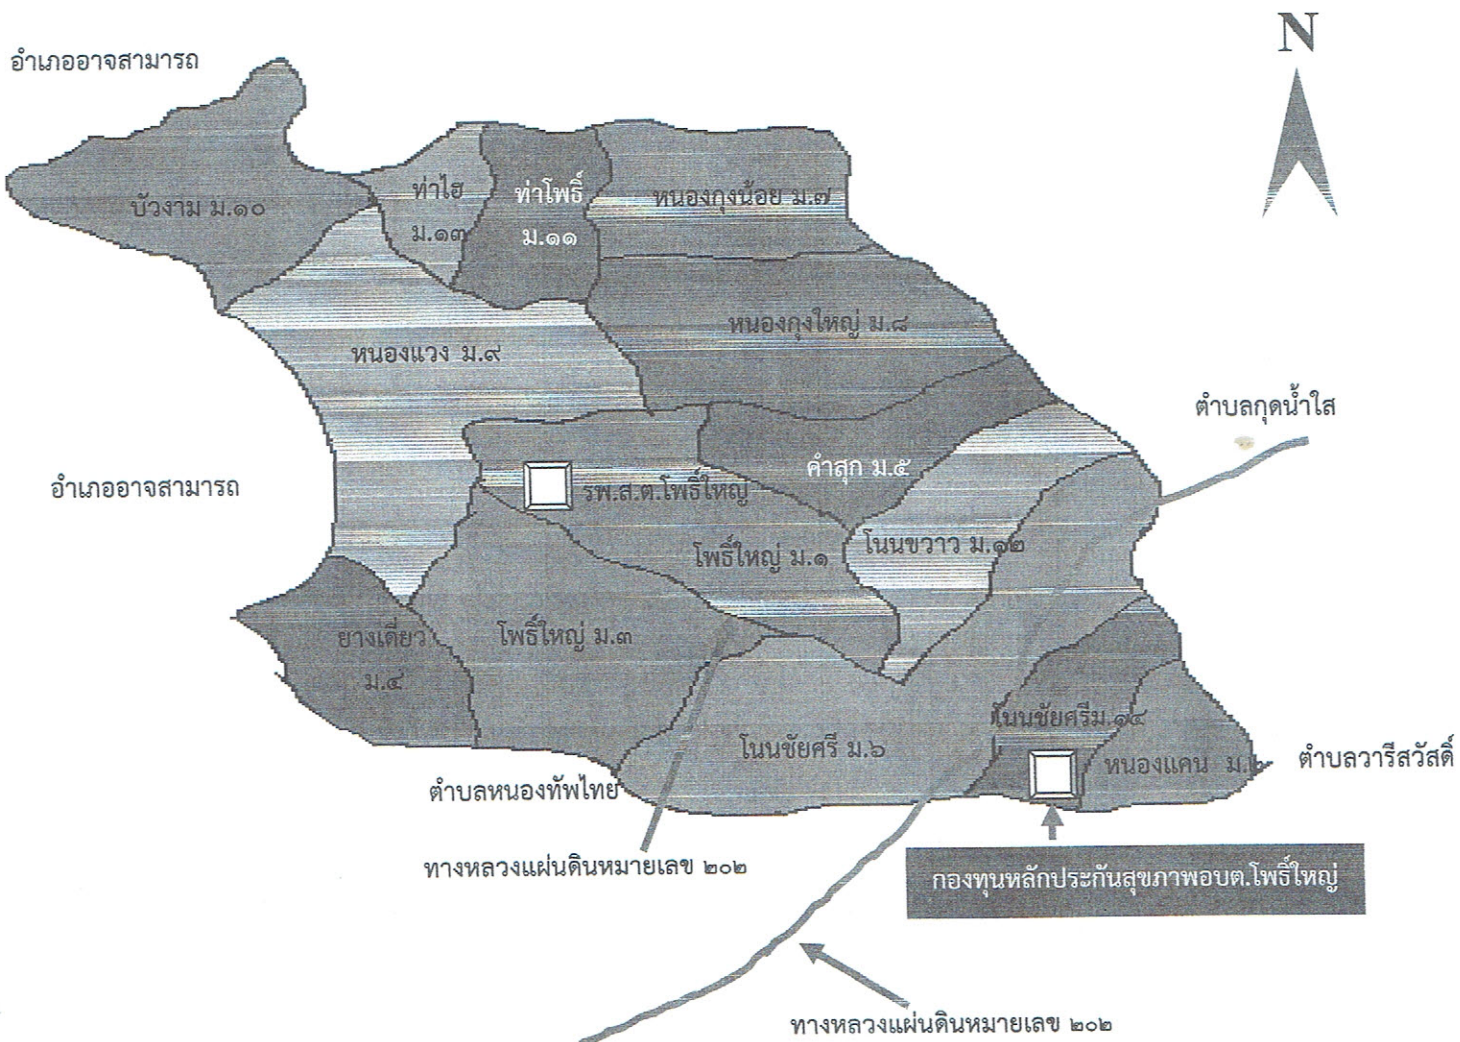 N
อำเภออาจสามารถ
บัวงาม ม.๑๐
ท่าไฮ
ม.๑๓
ท่าโพธิ์
ม.๑๑
หนองกุงน้อย ม.๗
หนองกุงใหญ่ ม.๘
หนองแวง ม.๙
ตำบลกุดน้ำใส
คำสุก ม.๕
อำเภออาจสามารถ
รพ.ส.ต.โพธิ์ใหญ่
โนนขวาว ม.๑๒
โพธิ์ใหญ่ ม.๑
ยางเดี่ยว
ม.๔
โพธิ์ใหญ่ ม.๓
โนนชัยศรีม.๑๔
โนนชัยศรี ม.๖
หนองแคน
ตำบลวารีสวัสดิ์
ตำบลหนองทัพไทย
ทางหลวงแผ่นดินหมายเลข ๒๐๒
กองทุนหลักประกันสุขภาพอบต.โพธิ์ใหญ่
ทางหลวงแผ่นดินหมายเลข ๒๐๒